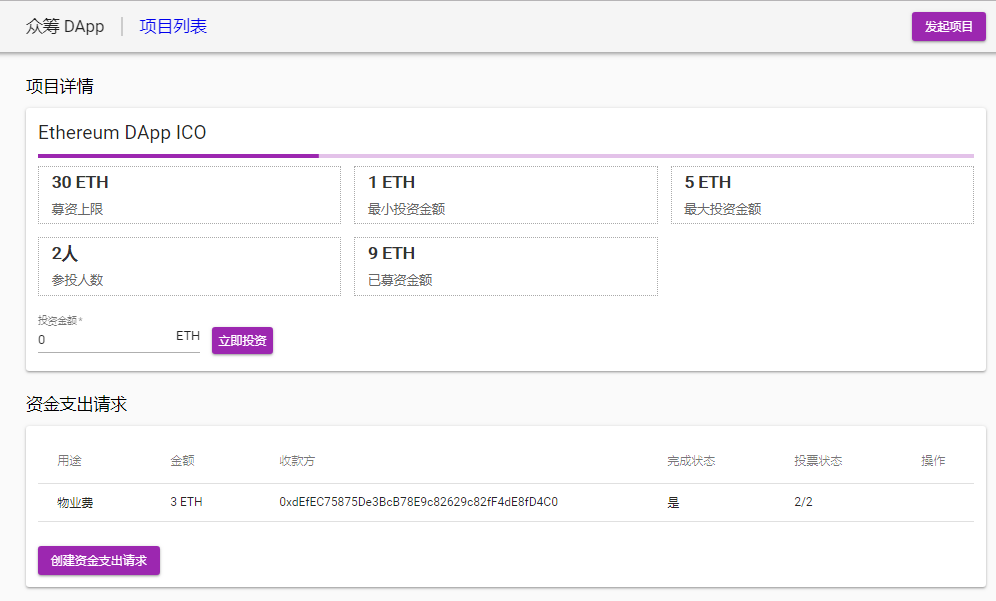 众筹 DApp | 项目列表 发起项目
项目详情
Ethereum DApp ICO
30 ETH 1 ETH 5 ETH
募资上限 最小投资金额 最大投资金额
2人 9 ETH
参投人数 已募资金额
投资金额 *
0 ETH 立即投资
资金支出请求
用途 金额 收款方 完成状态 投票状态 操作
物业费 3 ETH 0xdEfEC75875De3BcB78E9c82629c82fF4dE8fD4C0 是 2/2
创建资金支出请求